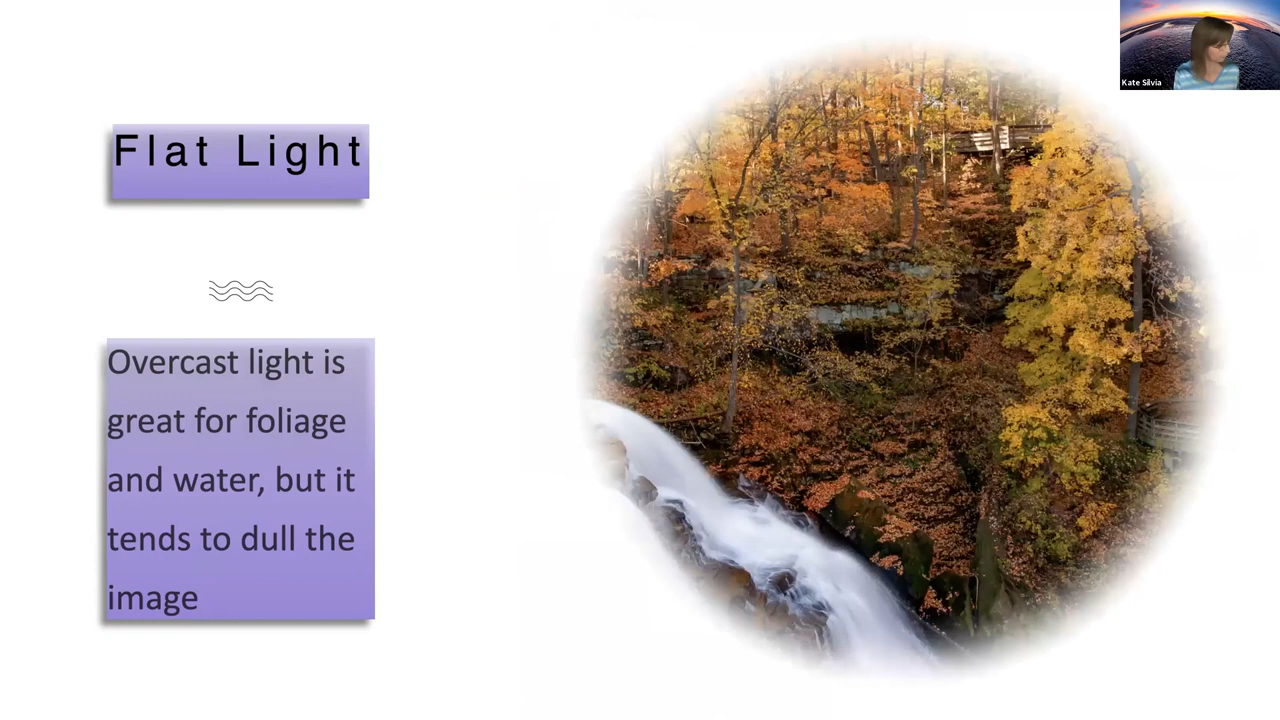 Kate Silvia
Flat Light
Overcast light is
great for foliage
and water, but it
tends to dull the
image